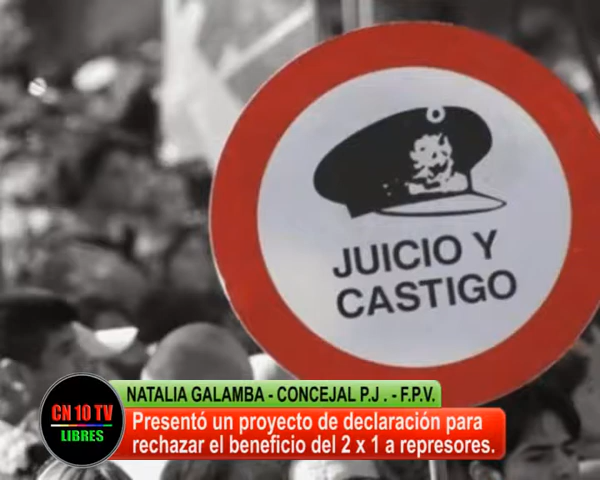 JUICIO Y
CASTIGO
CN 10 TV
LIBRES
NATALIA GALAMBA - CONCEJAL P.J . - F.P.V.
Presentó un proyecto de declaración para
rechazar el beneficio del 2 x 1 a represores.